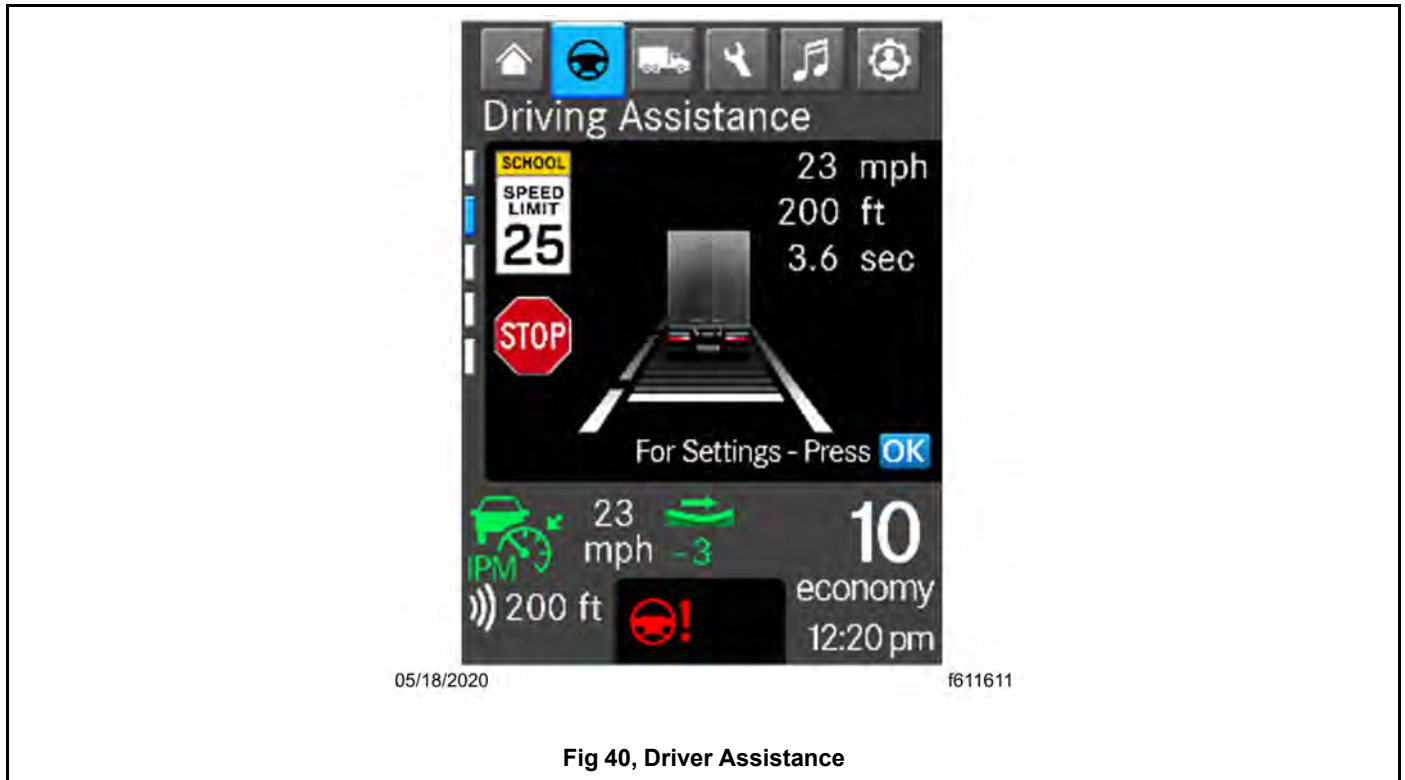 Driving Assistance
SCHOOL
SPEED
LIMIT
25
STOP
23 mph
200 ft
3.6 sec
For Settings - Press OK
IPM
23
mph
-3
200 ft
!
10
economy
12:20 pm
05/18/2020
f611611
Fig 40, Driver Assistance